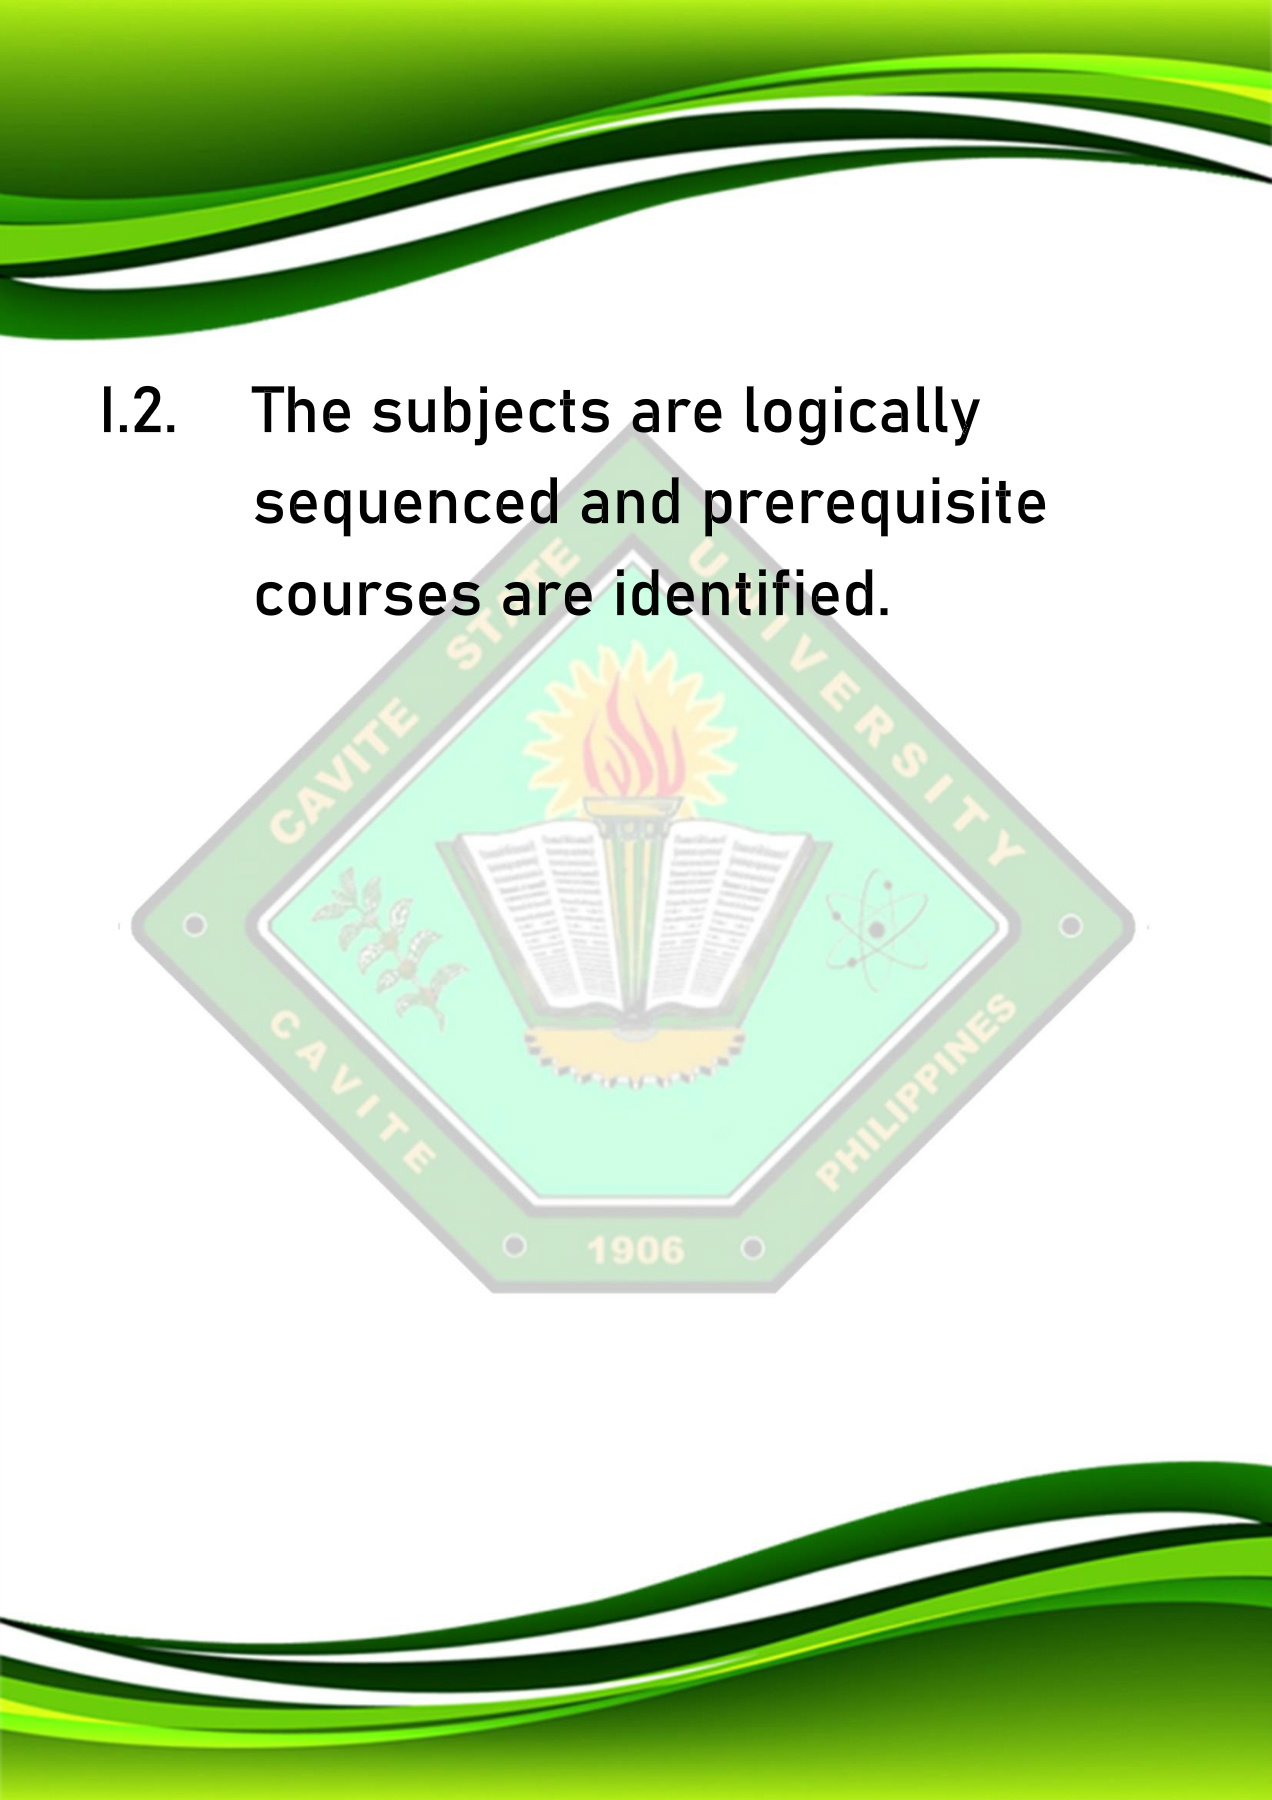 I.2. The subjects are logically
sequenced and prerequisite
courses are identified.
CAVITE STATE UNIVERSITY
CAVITE
PHILIPPINES
1906